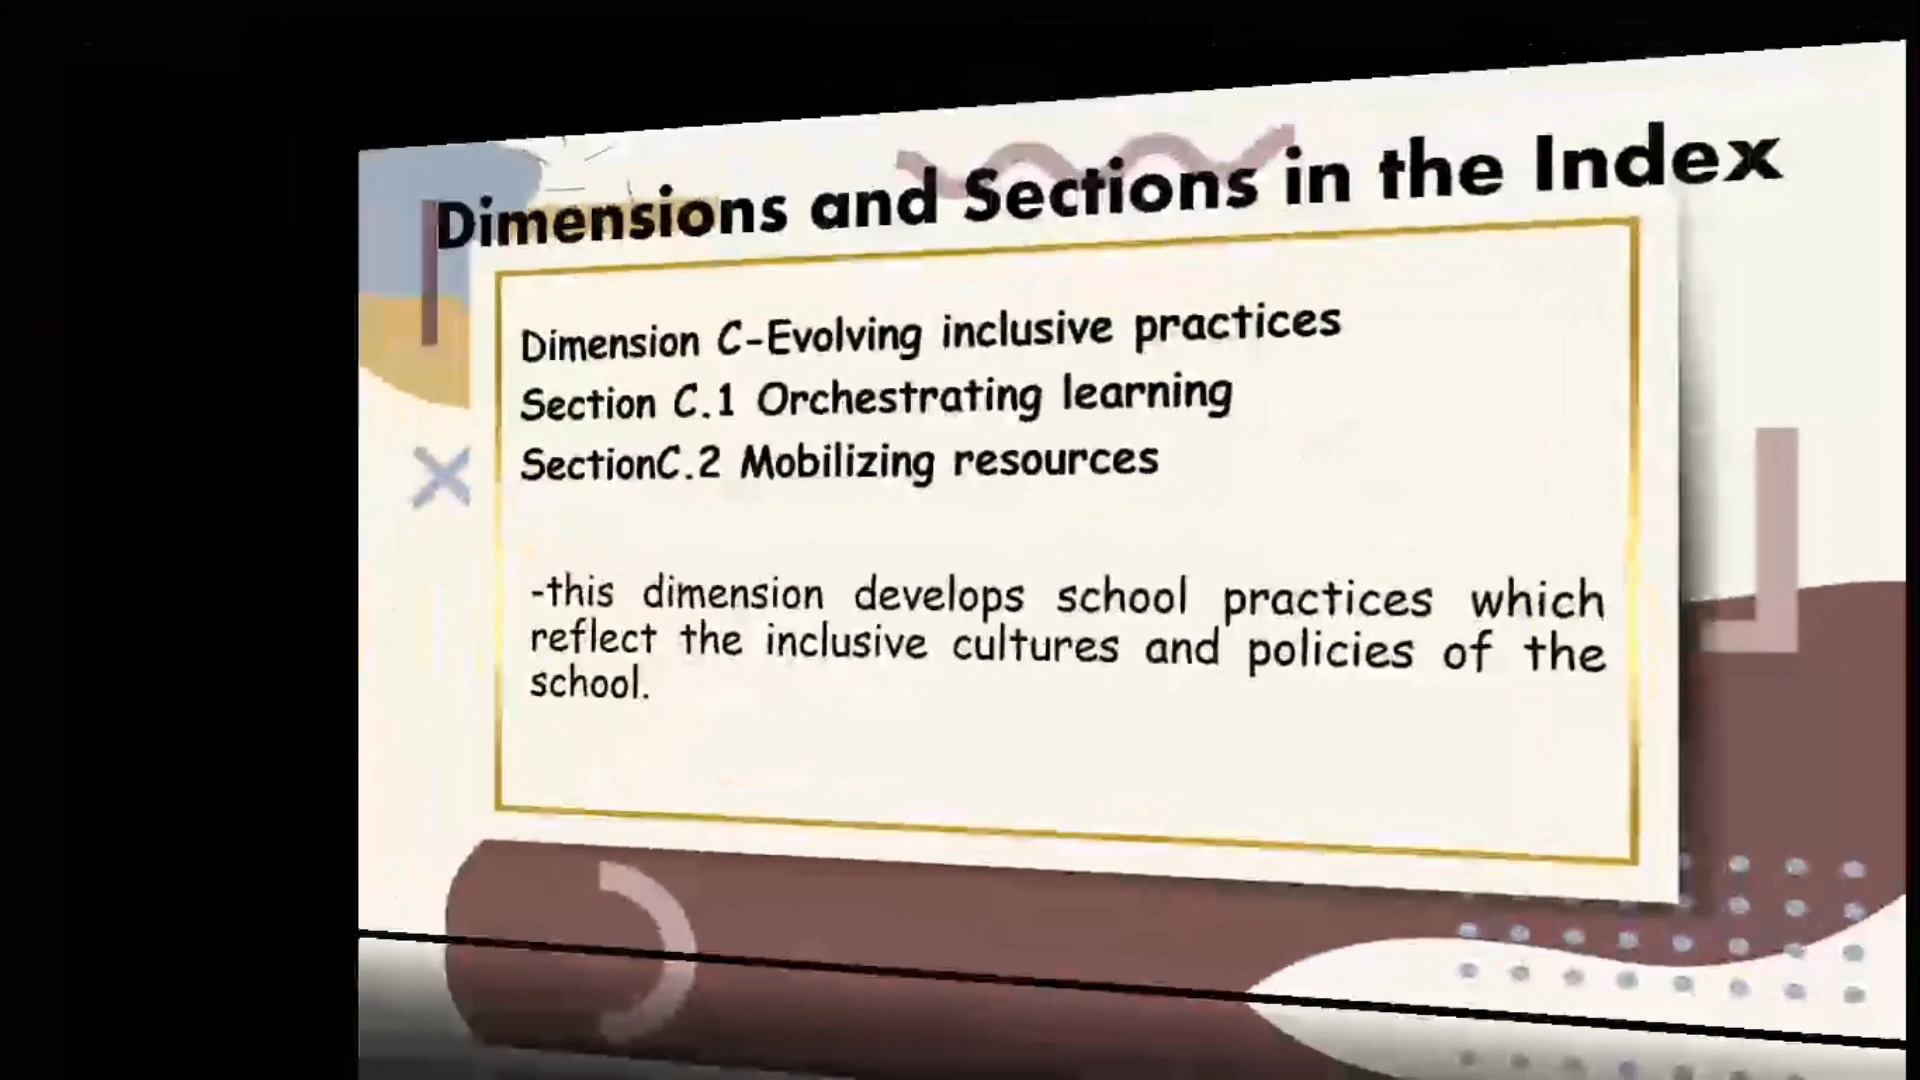 Dimensions and Sections in the Index
Dimension C-Evolving inclusive practices
Section C.1 Orchestrating learning
SectionC.2 Mobilizing resources
-this dimension develops school practices which
reflect the inclusive cultures and policies of the
school.